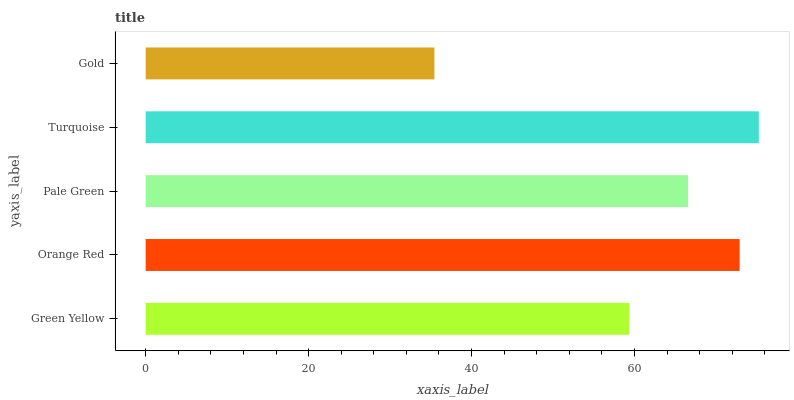 title
Gold
Turquoise
Pale Green
Orange Red
Green Yellow
yaxis_label
0 20 40 60
xaxis_label